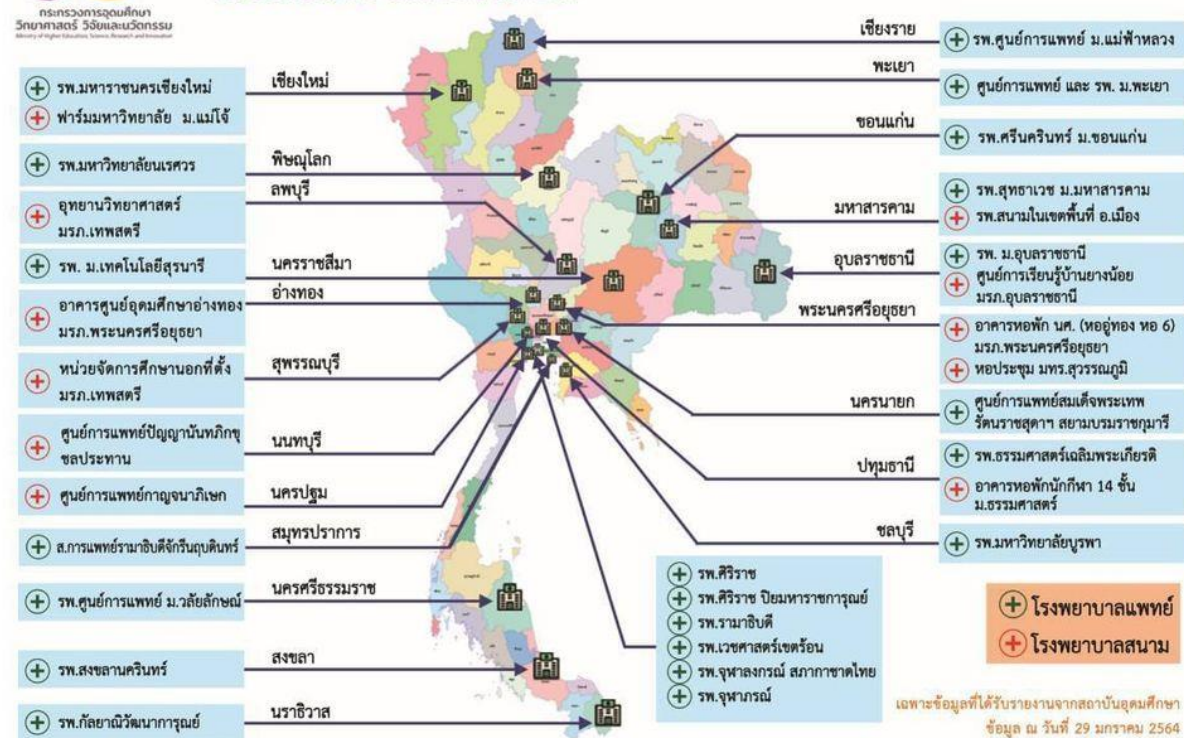 กระทรวงการอุดมศึกษา
วิทยาศาสตร์ วิจัยและนวัตกรรม
Ministry of Higher Education, Science, Research and Innovation
เชียงใหม่
รพ.มหาราชนครเชียงใหม่
ฟาร์มมหาวิทยาลัย ม.แม่โจ้
พิษณุโลก
รพ.มหาวิทยาลัยนเรศวร
ลพบุรี
อุทยานวิทยาศาสตร์
มรภ.เทพสตรี
นครราชสีมา
รพ. ม.เทคโนโลยีสุรนารี
อ่างทอง
อาคารศูนย์อุดมศึกษาอ่างทอง
มรภ.พระนครศรีอยุธยา
สุพรรณบุรี
หน่วยจัดการศึกษานอกที่ตั้ง
มรภ.เทพสตรี
นนทบุรี
ศูนย์การแพทย์ปัญญานันทภิกขุ
ชลประทาน
นครปฐม
ศูนย์การแพทย์กาญจนาภิเษก
สมุทรปราการ
ส.การแพทย์รามาธิบดีจักรีนฤบดินทร์
นครศรีธรรมราช
รพ.ศูนย์การแพทย์ ม.วลัยลักษณ์
สงขลา
รพ.สงขลานครินทร์
นราธิวาส
รพ.กัลยาณิวัฒนาการุณย์
เชียงราย
รพ.ศูนย์การแพทย์ ม.แม่ฟ้าหลวง
พะเยา
ศูนย์การแพทย์ และ รพ. ม.พะเยา
ขอนแก่น
รพ.ศรีนครินทร์ ม.ขอนแก่น
มหาสารคาม
รพ.สุทธาเวช ม.มหาสารคาม
รพ.สนามในเขตพื้นที่ อ.เมือง
อุบลราชธานี
รพ. ม.อุบลราชธานี
ศูนย์การเรียนรู้บ้านยางน้อย
มรภ.อุบลราชธานี
พระนครศรีอยุธยา
อาคารหอพัก นศ. (หออู่ทอง หอ 6)
มรภ.พระนครศรีอยุธยา
หอประชุม มทร.สุวรรณภูมิ
นครนายก
ศูนย์การแพทย์สมเด็จพระเทพ
รัตนราชสุดาฯ สยามบรมราชกุมารี
ปทุมธานี
รพ.ธรรมศาสตร์เฉลิมพระเกียรติ
อาคารหอพักนักกีฬา 14 ชั้น
ม.ธรรมศาสตร์
ชลบุรี
รพ.มหาวิทยาลัยบูรพา
รพ.ศิริราช
รพ.ศิริราช ปิยมหาราชการุณย์
รพ.รามาธิบดี
รพ.เวชศาสตร์เขตร้อน
รพ.จุฬาลงกรณ์ สภากาชาดไทย
รพ.จุฬาภรณ์
โรงพยาบาลแพทย์
โรงพยาบาลสนาม
เฉพาะข้อมูลที่ได้รับรายงานจากสถาบันอุดมศึกษา
ข้อมูล ณ วันที่ 29 มกราคม 2564